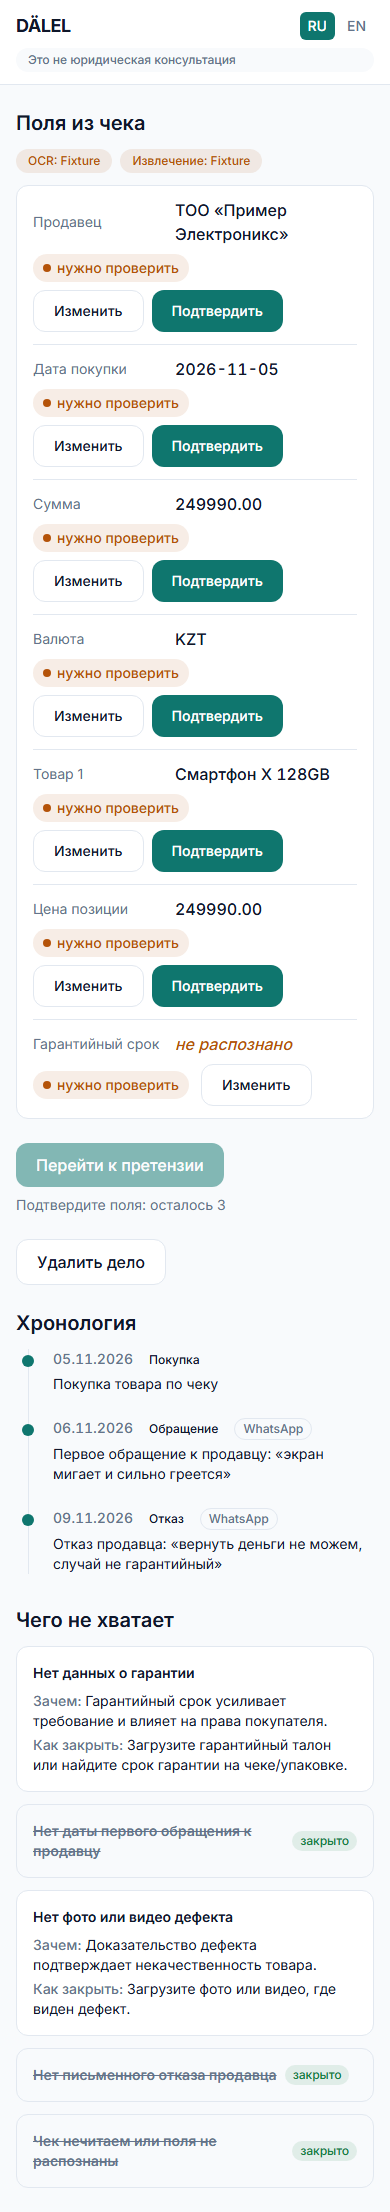 DÄLEL
RU
EN
Это не юридическая консультация
Поля из чека
OCR: Fixture
Извлечение: Fixture
Продавец
ТОО «Пример
Электроникс»
нужно проверить
Изменить
Подтвердить
Дата покупки
2026-11-05
нужно проверить
Изменить
Подтвердить
Сумма
249990.00
нужно проверить
Изменить
Подтвердить
Валюта
KZT
нужно проверить
Изменить
Подтвердить
Товар 1
Смартфон X 128GB
нужно проверить
Изменить
Подтвердить
Цена позиции
249990.00
нужно проверить
Изменить
Подтвердить
Гарантийный срок
не распознано
нужно проверить
Изменить
Перейти к претензии
Подтвердите поля: осталось 3
Удалить дело
Хронология
05.11.2026
Покупка
Покупка товара по чеку
06.11.2026
Обращение
WhatsApp
Первое обращение к продавцу: «экран
мигает и сильно греется»
09.11.2026
Отказ
WhatsApp
Отказ продавца: «вернуть деньги не можем,
случай не гарантийный»
Чего не хватает
Нет данных о гарантии
Зачем: Гарантийный срок усиливает
требование и влияет на права покупателя.
Как закрыть: Загрузите гарантийный талон
или найдите срок гарантии на чеке/упаковке.
Нет даты первого обращения к
продавцу
закрыто
Нет фото или видео дефекта
Зачем: Доказательство дефекта
подтверждает некачественность товара.
Как закрыть: Загрузите фото или видео, где
виден дефект.
Нет письменного отказа продавца
закрыто
Чек нечитаем или поля не
распознаны
закрыто